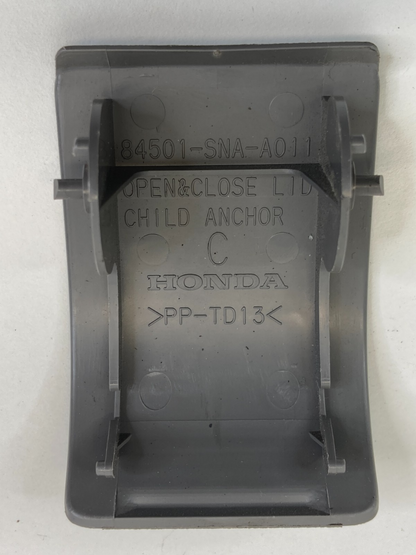 84501-SNA-A011
OPEN&CLOSE LID
CHILD ANCHOR
C
HONDA
>PP-TD13<